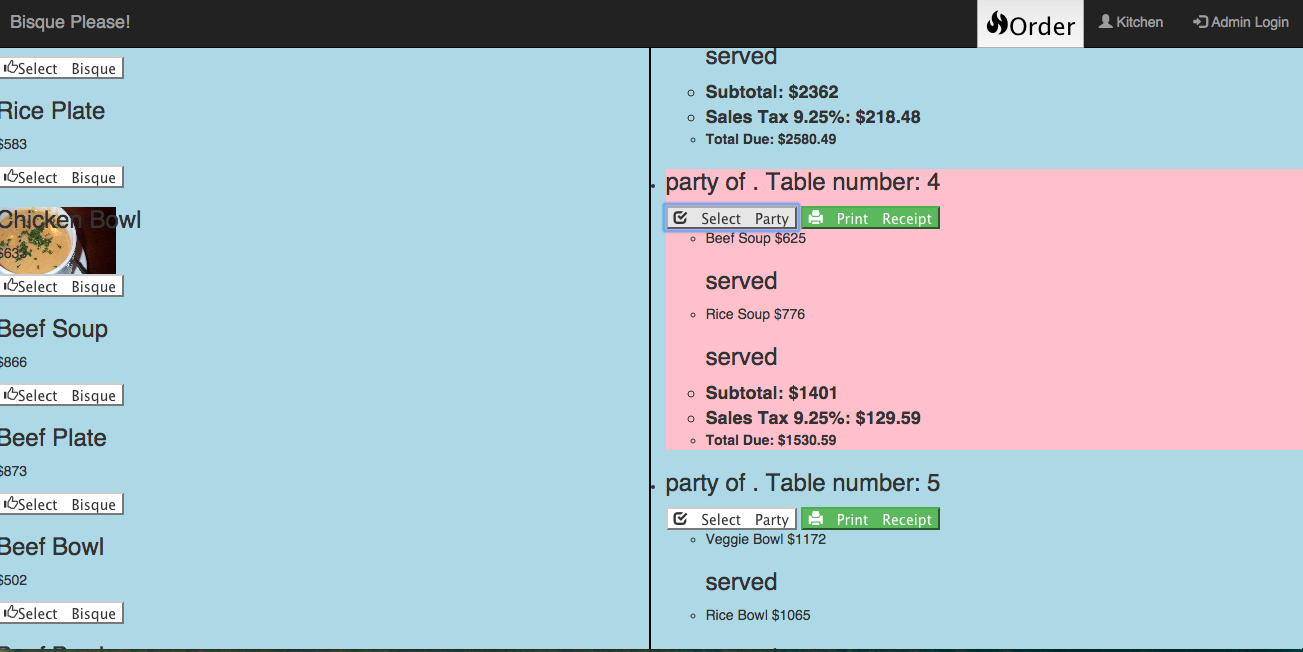 Bisque Please!
Order
Kitchen
Admin Login
Select Bisque
Rice Plate
$583
Select Bisque
Chicken Bowl
$633
Select Bisque
Beef Soup
$866
Select Bisque
Beef Plate
$873
Select Bisque
Beef Bowl
$502
Select Bisque
served
Subtotal: $2362
Sales Tax 9.25%: $218.48
Total Due: $2580.49
party of . Table number: 4
Select Party
Print Receipt
Beef Soup $625
served
Rice Soup $776
served
Subtotal: $1401
Sales Tax 9.25%: $129.59
Total Due: $1530.59
party of . Table number: 5
Select Party
Print Receipt
Veggie Bowl $1172
served
Rice Bowl $1065